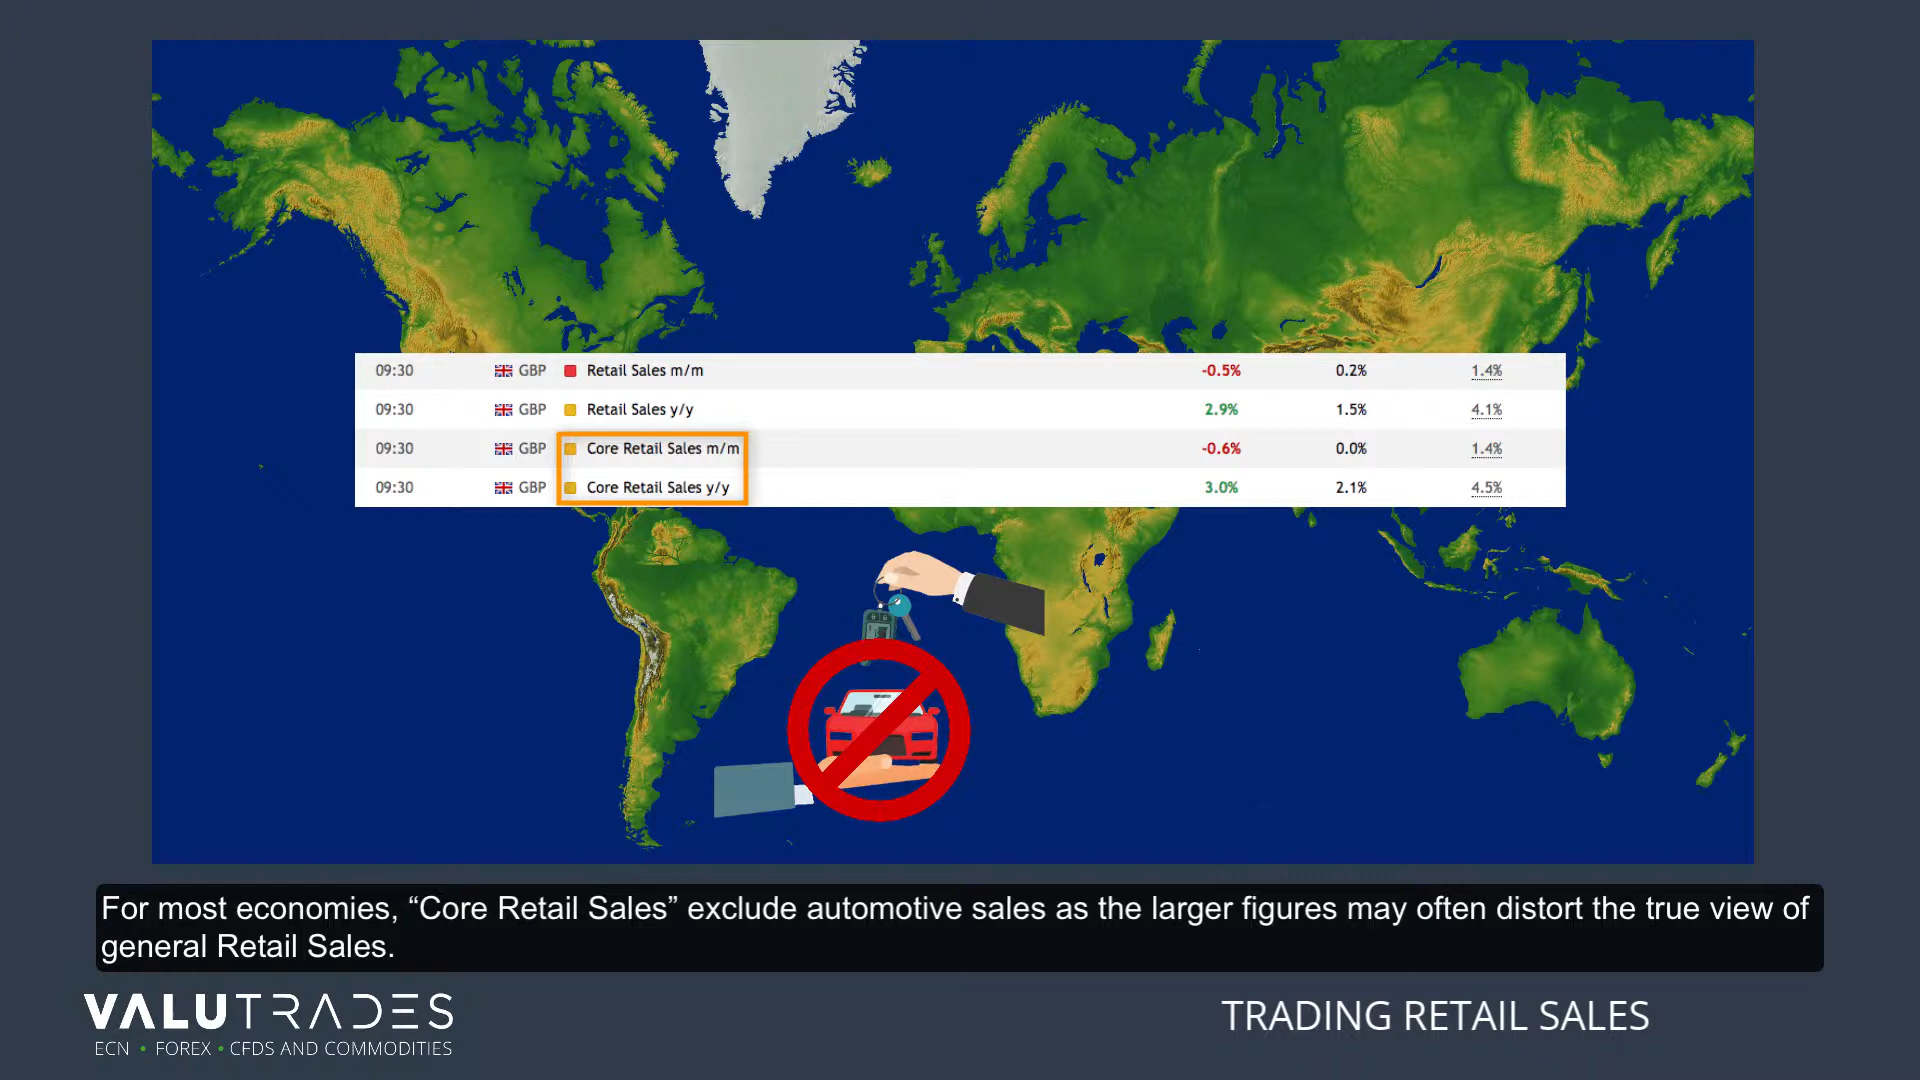 09:30 GBP Retail Sales m/m -0.5% 0.2% 1.4%
09:30 GBP Retail Sales y/y 2.9% 1.5% 4.1%
09:30 GBP Core Retail Sales m/m -0.6% 0.0% 1.4%
09:30 GBP Core Retail Sales y/y 3.0% 2.1% 4.5%
For most economies, “Core Retail Sales” exclude automotive sales as the larger figures may often distort the true view of
general Retail Sales.
VALUTRADES
ECN • FOREX • CFDS AND COMMODITIES
TRADING RETAIL SALES